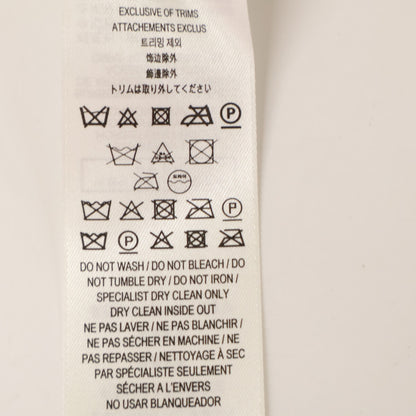 EXCLUSIVE OF TRIMS
ATTACHEMENTS EXCLUS
트리밍 제외
饰边除外
飾邊除外
トリムは取り外してください
P
P
P
DO NOT WASH / DO NOT BLEACH / DO
NOT TUMBLE DRY / DO NOT IRON /
SPECIALIST DRY CLEAN ONLY
DRY CLEAN INSIDE OUT
NE PAS LAVER / NE PAS BLANCHIR /
NE PAS SÉCHER EN MACHINE / NE
PAS REPASSER / NETTOYAGE À SEC
PAR SPÉCIALISTE SEULEMENT
SÉCHER À L'ENVERS
NO USAR BLANQUEADOR